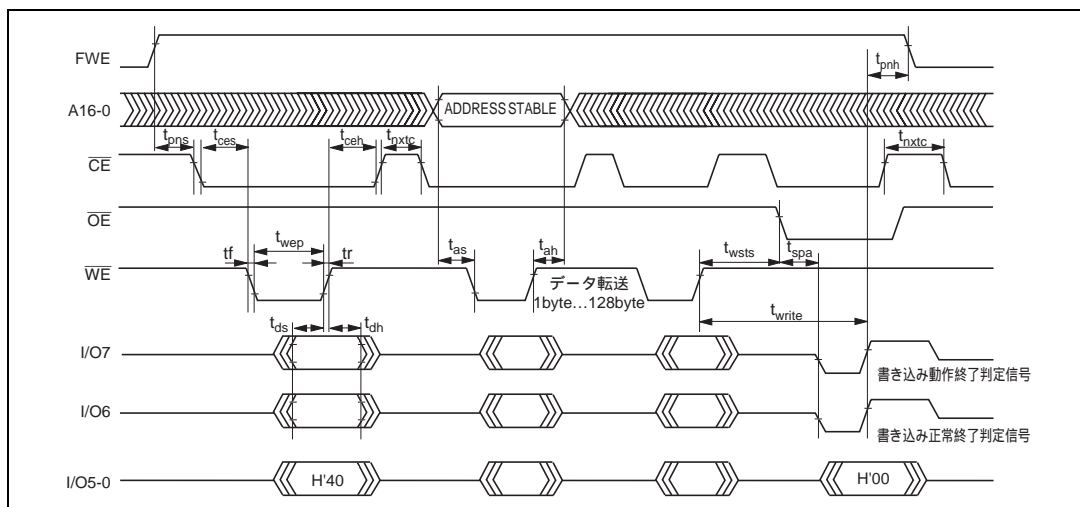 FWE
t_pnh
A16-0
ADDRESS STABLE
t_pns
t_ces
t_ceh
t_nxtc
t_nxtc
CE
OE
t_wep
tf
tr
t_as
t_ah
t_wsts
t_spa
WE
データ転送
1byte…128byte
t_ds
t_dh
t_write
I/O7
書き込み動作終了判定信号
I/O6
書き込み正常終了判定信号
I/O5-0
H'40
H'00